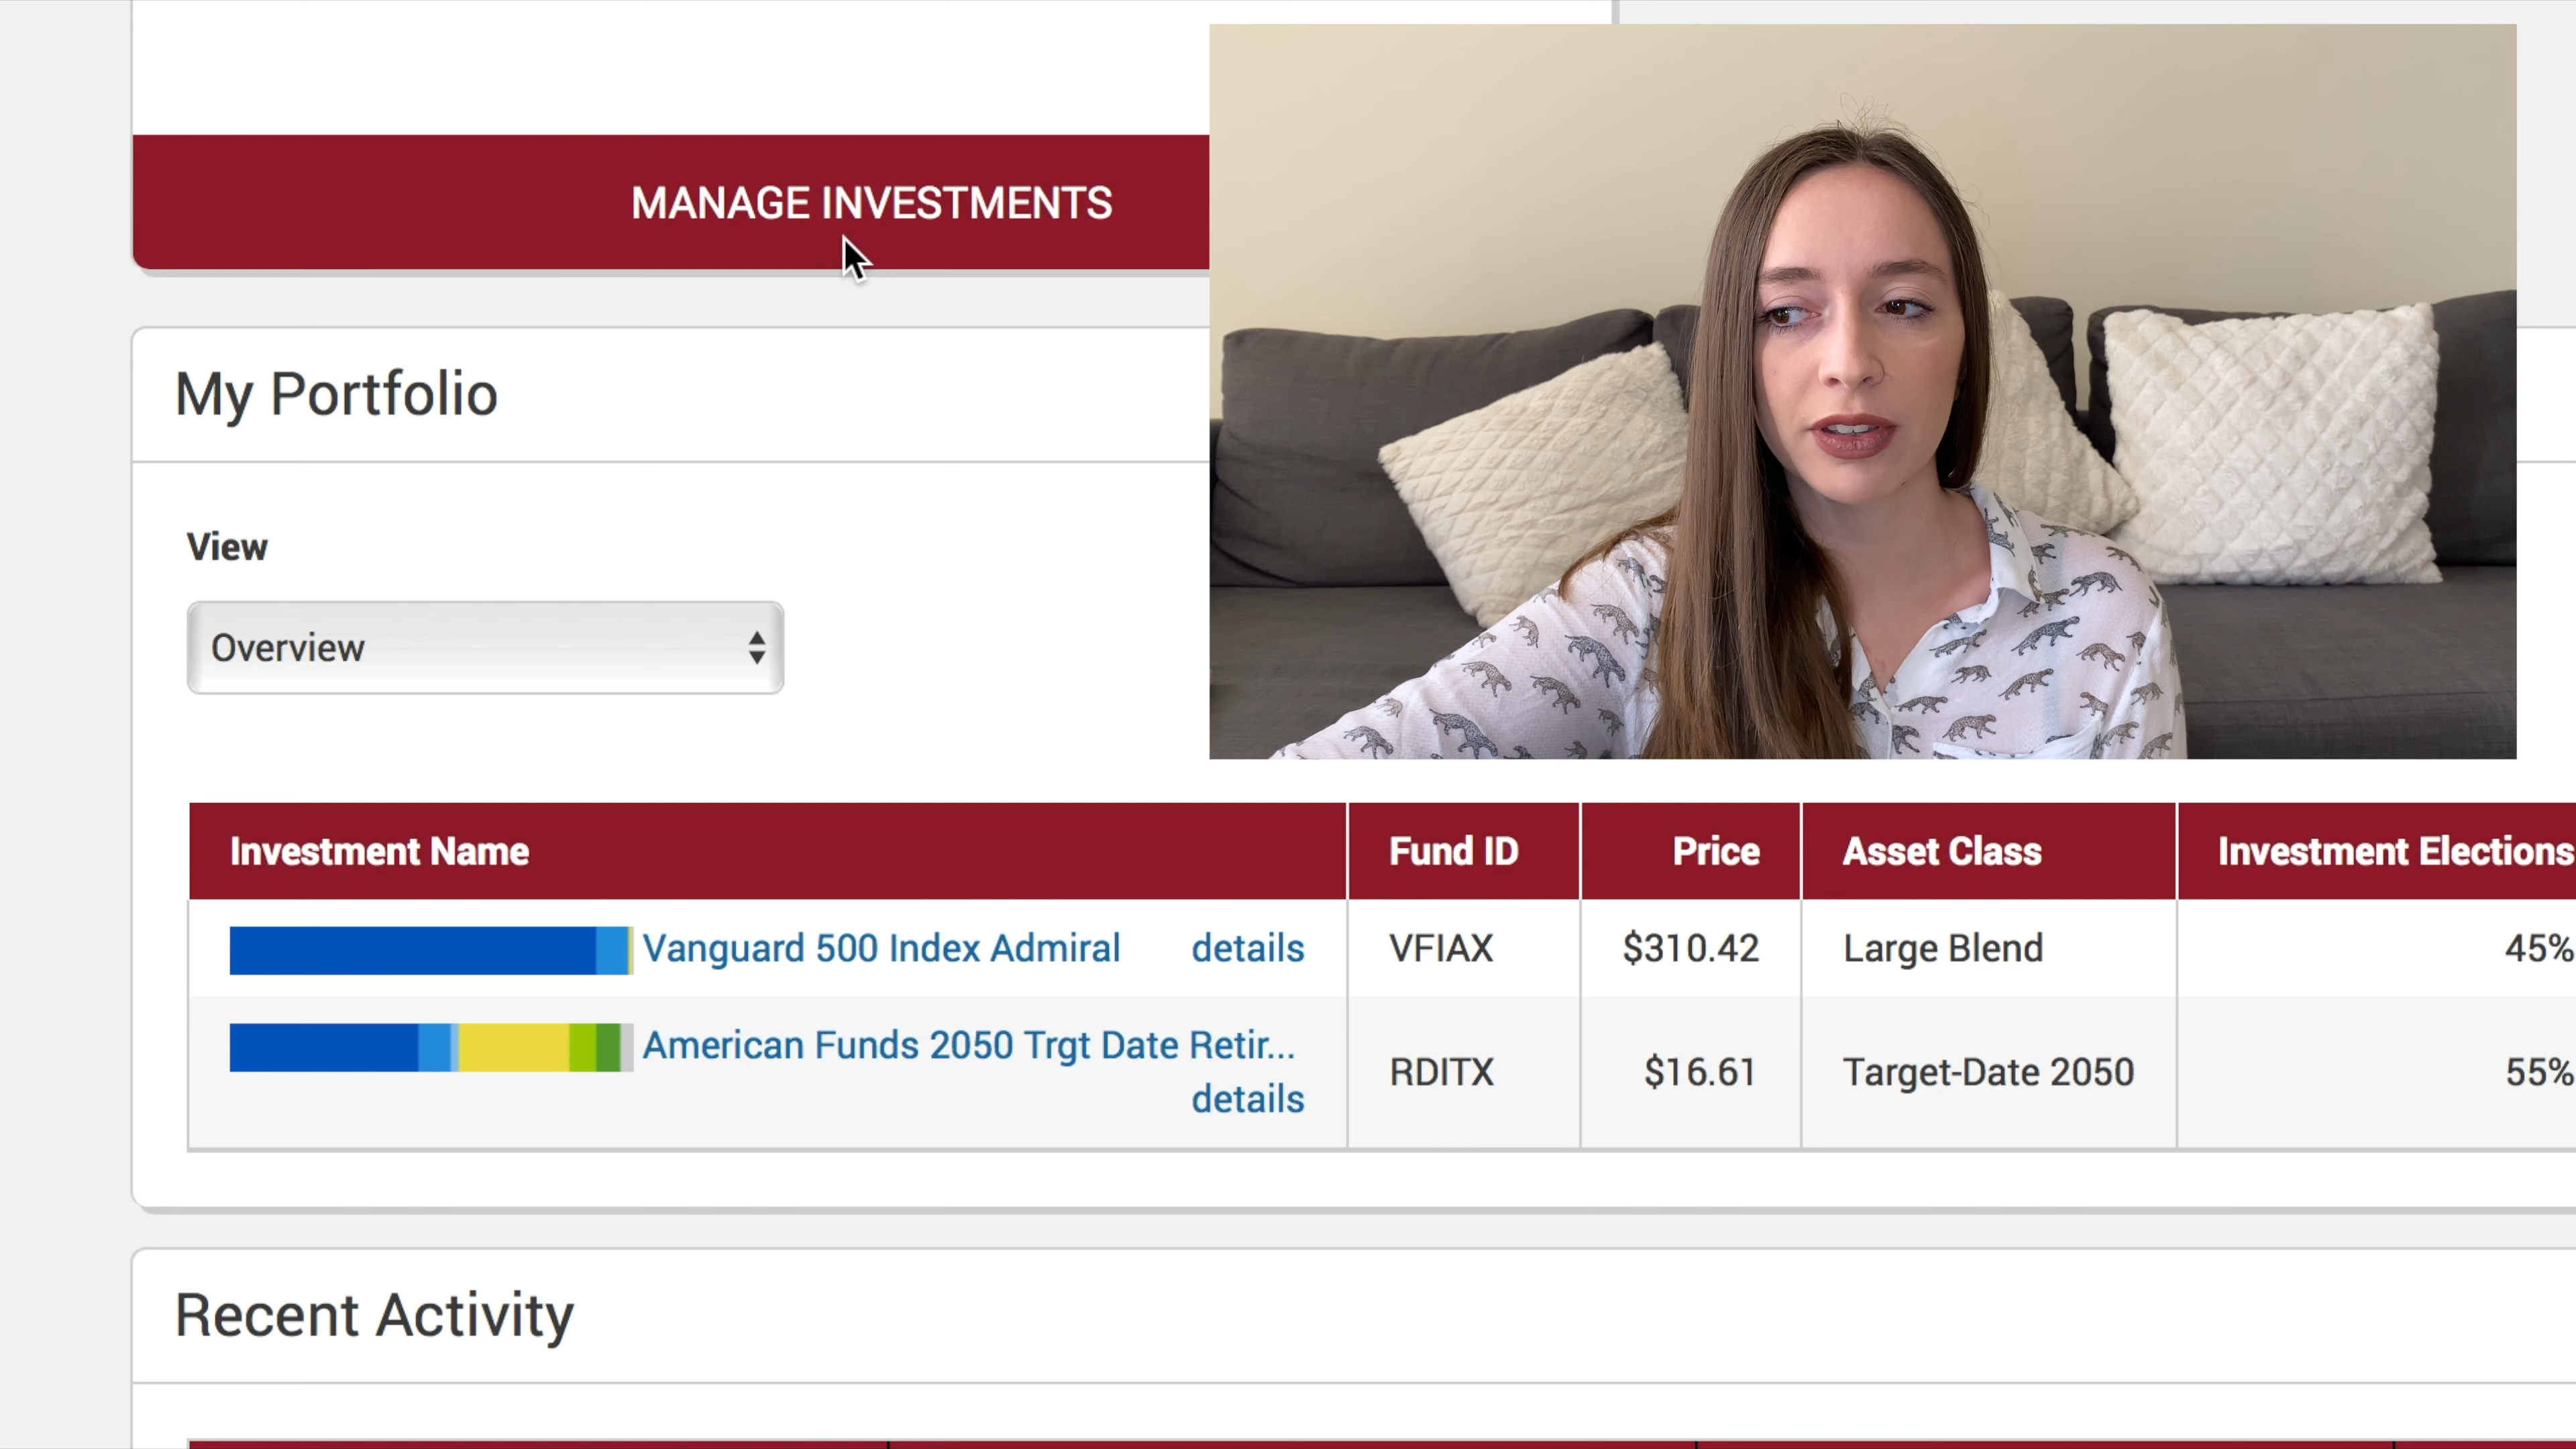 MANAGE INVESTMENTS
My Portfolio
View
Overview
Investment Name Fund ID Price Asset Class Investment Elections
Vanguard 500 Index Admiral details VFIAX $310.42 Large Blend 45%
American Funds 2050 Trgt Date Retir...
details RDITX $16.61 Target-Date 2050 55%
Recent Activity